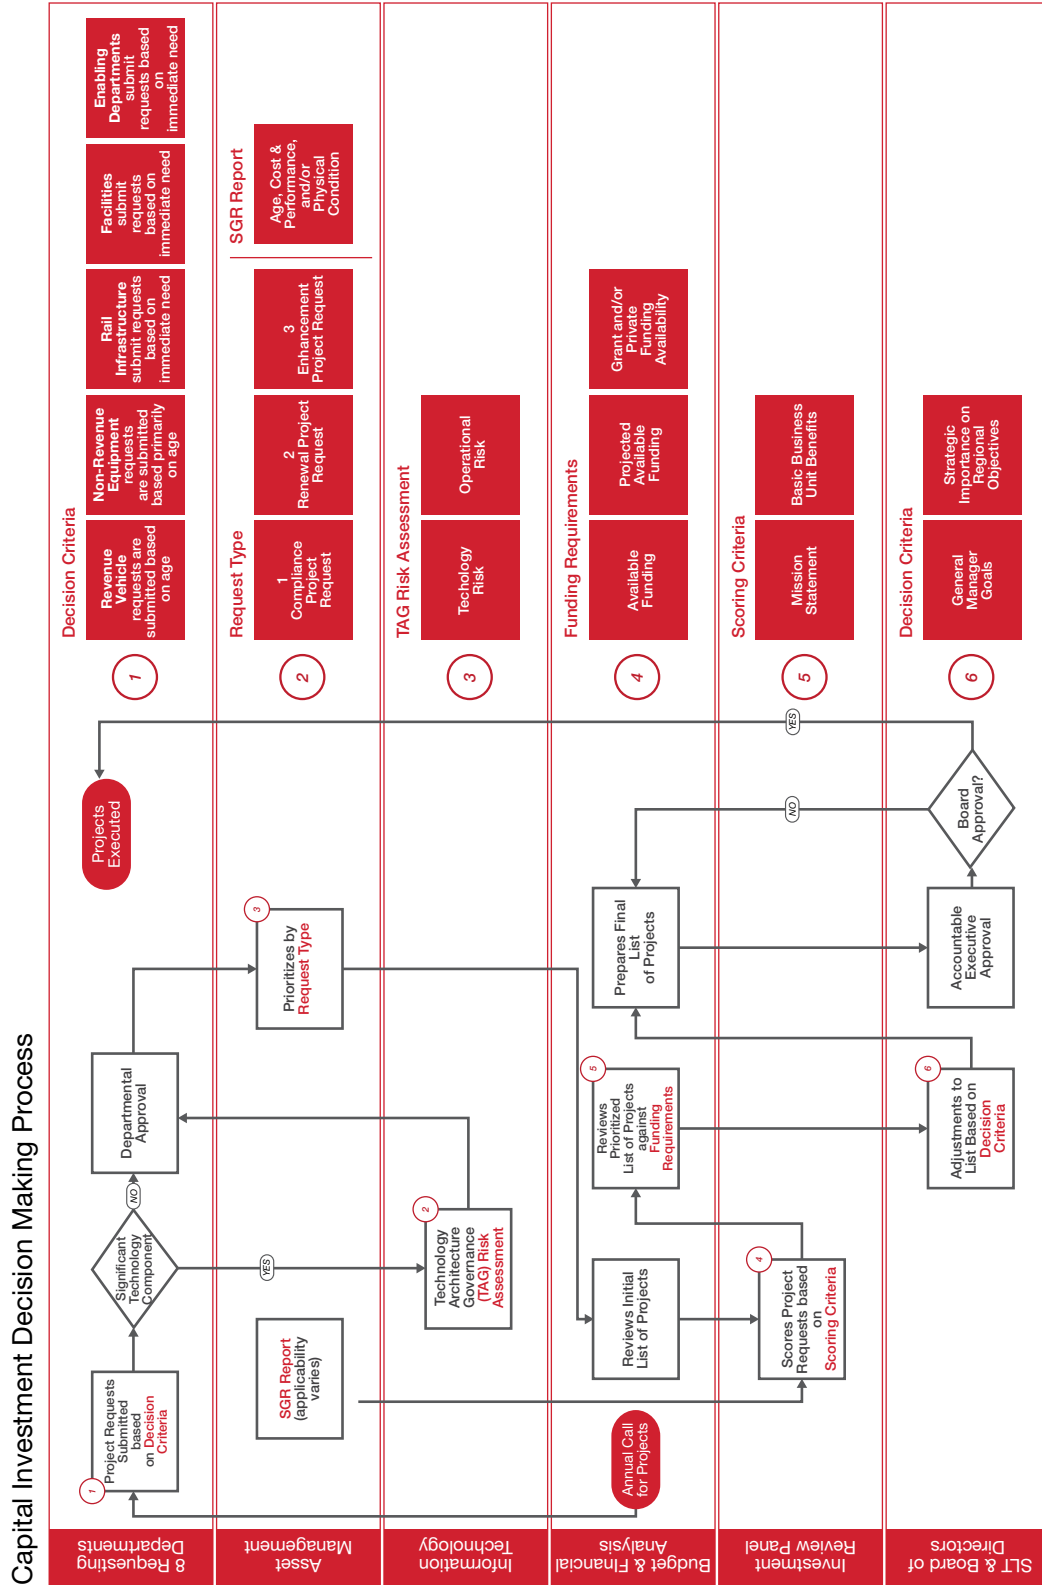 Capital Investment Decision Making Process
8 Requesting
Departments
1
Project Requests
Submitted
based
on Decision
Criteria
Significant
Technology
Component
NO
YES
Departmental
Approval
Projects
Executed
1
Decision Criteria
Revenue
Vehicle
requests are
submitted based
on age
Non-Revenue
Equipment
requests
are submitted
based primarily
on age
Rail
Infrastructure
submit requests
based on
immediate need
Facilities
submit
requests
based on
immediate need
Enabling
Departments
submit
requests based
on
immediate need
Asset
Management
SGR Report
(applicability
varies)
3
Prioritizes by
Request Type
2
Request Type
1
Compliance
Project
Request
2
Renewal Project
Request
3
Enhancement
Project Request
SGR Report
Age, Cost &
Performance,
and/or
Physical
Condition
Information
Technology
2
Technology
Architecture
Governance
(TAG) Risk
Assessment
3
TAG Risk Assessment
Techology
Risk
Operational
Risk
Budget & Financial
Analysis
Annual Call
for Projects
Reviews Initial
List of Projects
5
Reviews
Prioritized
List of Projects
against
Funding
Requirements
Prepares Final
List
of Projects
4
Funding Requirements
Available
Funding
Projected
Available
Funding
Grant and/or
Private
Funding
Availability
Investment
Review Panel
4
Scores Project
Requests based
on
Scoring Criteria
NO
YES
5
Scoring Criteria
Mission
Statement
Basic Business
Unit Benefits
SLT & Board of
Directors
6
Adjustments to
List Based on
Decision
Criteria
Accountable
Executive
Approval
Board
Approval?
6
Decision Criteria
General
Manager
Goals
Strategic
Importance on
Regional
Objectives